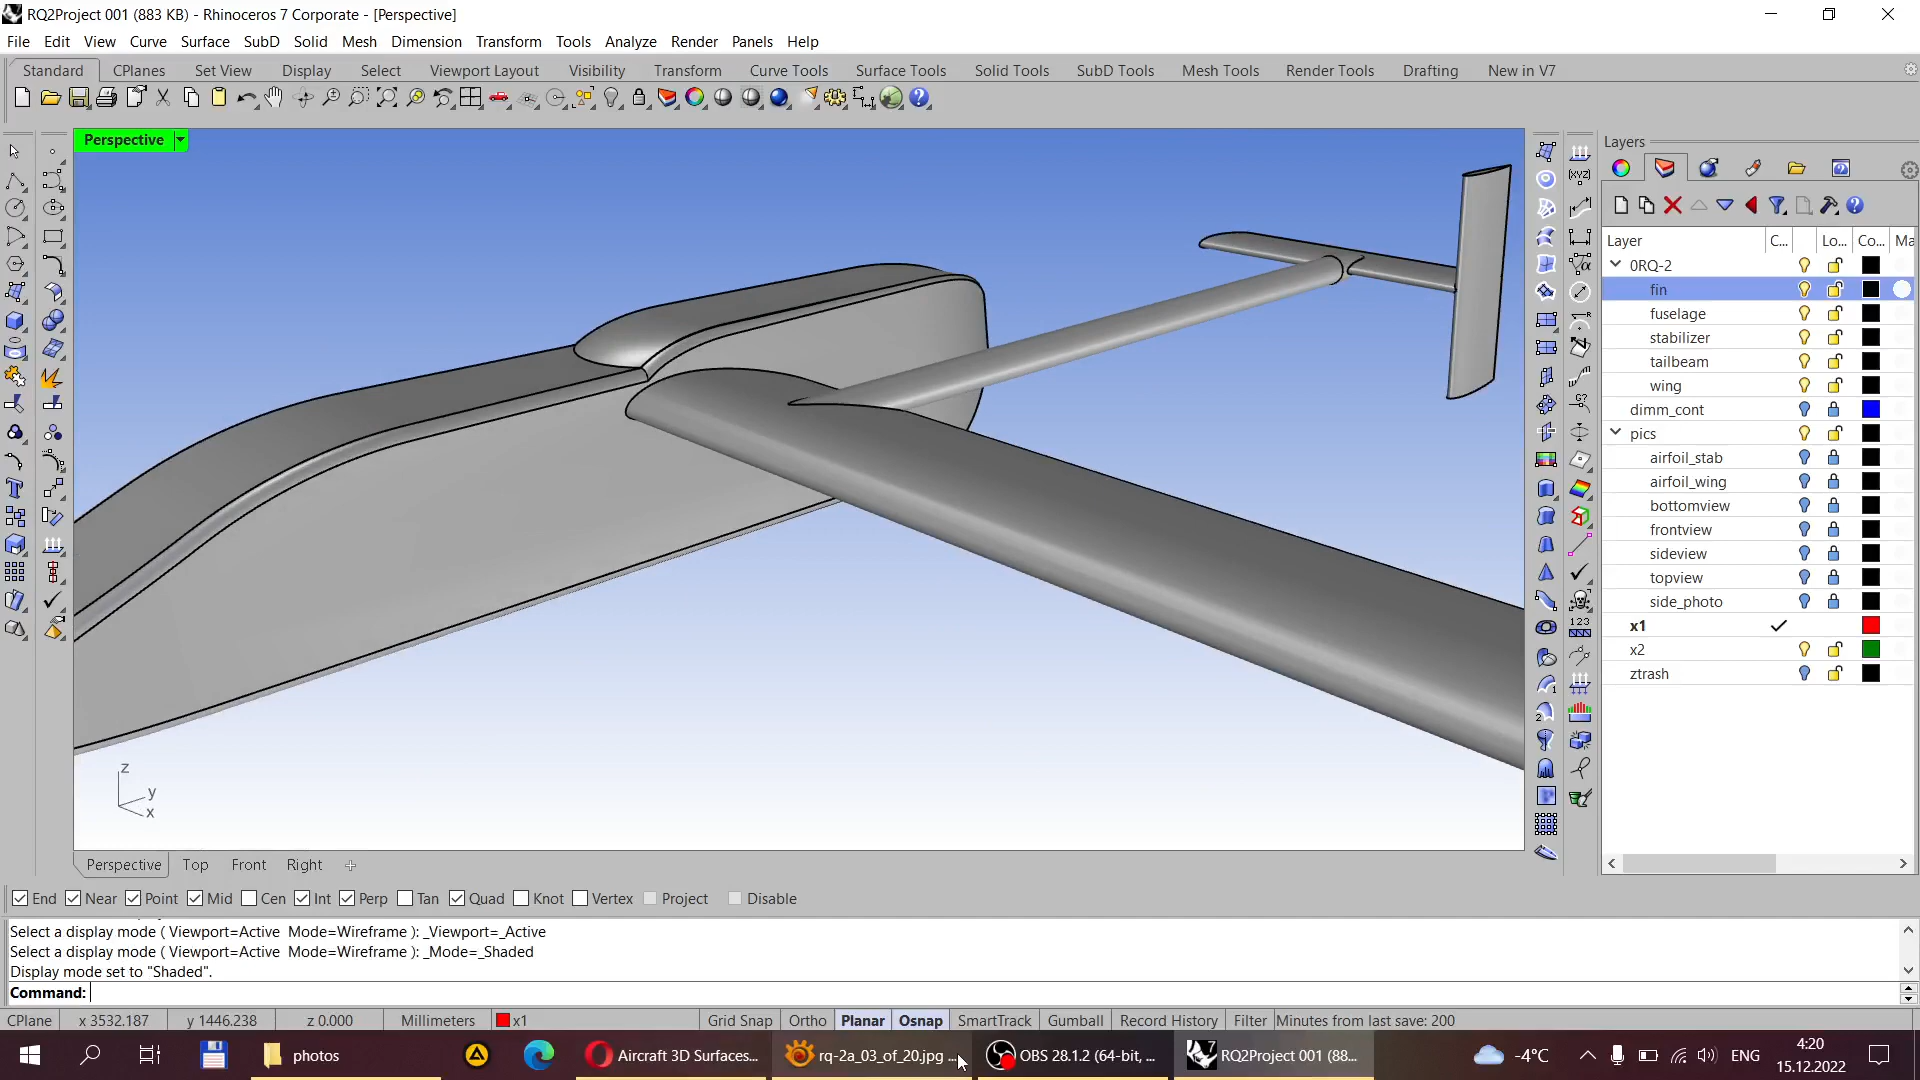 RQ2Project 001 (883 KB) - Rhinoceros 7 Corporate - [Perspective]
File Edit View Curve Surface SubD Solid Mesh Dimension Transform Tools Analyze Render Panels Help
Standard CPlanes Set View Display Select Viewport Layout Visibility Transform Curve Tools Surface Tools Solid Tools SubD Tools Mesh Tools Render Tools Drafting New in V7
Perspective
Layers
Layer C... Lo... Co... Ma
0RQ-2
fin
fuselage
stabilizer
tailbeam
wing
dimm_cont
pics
airfoil_stab
airfoil_wing
bottomview
frontview
sideview
topview
side_photo
x1
x2
ztrash
z
y
x
Perspective Top Front Right
End Near Point Mid Cen Int Perp Tan Quad Knot Vertex Project Disable
Select a display mode ( Viewport=Active Mode=Wireframe ): _Viewport=_Active
Select a display mode ( Viewport=Active Mode=Wireframe ): _Mode=_Shaded
Display mode set to "Shaded".
Command:
CPlane x 3532.187 y 1446.238 z 0.000 Millimeters x1 Grid Snap Ortho Planar Osnap SmartTrack Gumball Record History Filter Minutes from last save: 200
photos Aircraft 3D Surfaces... rq-2a_03_of_20.jpg ... OBS 28.1.2 (64-bit, ... RQ2Project 001 (88... -4°C ENG 4:20
15.12.2022